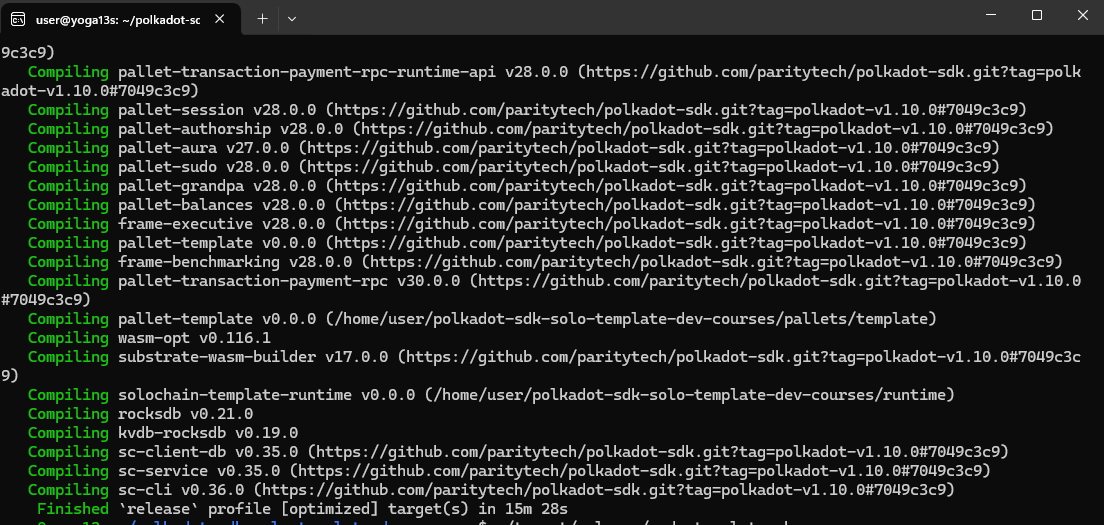 user@yoga13s: ~/polkadot-sc
9c3c9)
Compiling pallet-transaction-payment-rpc-runtime-api v28.0.0 (https://github.com/paritytech/polkadot-sdk.git?tag=polk
adot-v1.10.0#7049c3c9)
Compiling pallet-session v28.0.0 (https://github.com/paritytech/polkadot-sdk.git?tag=polkadot-v1.10.0#7049c3c9)
Compiling pallet-authorship v28.0.0 (https://github.com/paritytech/polkadot-sdk.git?tag=polkadot-v1.10.0#7049c3c9)
Compiling pallet-aura v27.0.0 (https://github.com/paritytech/polkadot-sdk.git?tag=polkadot-v1.10.0#7049c3c9)
Compiling pallet-sudo v28.0.0 (https://github.com/paritytech/polkadot-sdk.git?tag=polkadot-v1.10.0#7049c3c9)
Compiling pallet-grandpa v28.0.0 (https://github.com/paritytech/polkadot-sdk.git?tag=polkadot-v1.10.0#7049c3c9)
Compiling pallet-balances v28.0.0 (https://github.com/paritytech/polkadot-sdk.git?tag=polkadot-v1.10.0#7049c3c9)
Compiling frame-executive v28.0.0 (https://github.com/paritytech/polkadot-sdk.git?tag=polkadot-v1.10.0#7049c3c9)
Compiling pallet-template v0.0.0 (https://github.com/paritytech/polkadot-sdk.git?tag=polkadot-v1.10.0#7049c3c9)
Compiling frame-benchmarking v28.0.0 (https://github.com/paritytech/polkadot-sdk.git?tag=polkadot-v1.10.0#7049c3c9)
Compiling pallet-transaction-payment-rpc v30.0.0 (https://github.com/paritytech/polkadot-sdk.git?tag=polkadot-v1.10.0
#7049c3c9)
Compiling pallet-template v0.0.0 (/home/user/polkadot-sdk-solo-template-dev-courses/pallets/template)
Compiling wasm-opt v0.116.1
Compiling substrate-wasm-builder v17.0.0 (https://github.com/paritytech/polkadot-sdk.git?tag=polkadot-v1.10.0#7049c3c
9)
Compiling solochain-template-runtime v0.0.0 (/home/user/polkadot-sdk-solo-template-dev-courses/runtime)
Compiling rocksdb v0.21.0
Compiling kvdb-rocksdb v0.19.0
Compiling sc-client-db v0.35.0 (https://github.com/paritytech/polkadot-sdk.git?tag=polkadot-v1.10.0#7049c3c9)
Compiling sc-service v0.35.0 (https://github.com/paritytech/polkadot-sdk.git?tag=polkadot-v1.10.0#7049c3c9)
Compiling sc-cli v0.36.0 (https://github.com/paritytech/polkadot-sdk.git?tag=polkadot-v1.10.0#7049c3c9)
Finished `release` profile [optimized] target(s) in 15m 28s